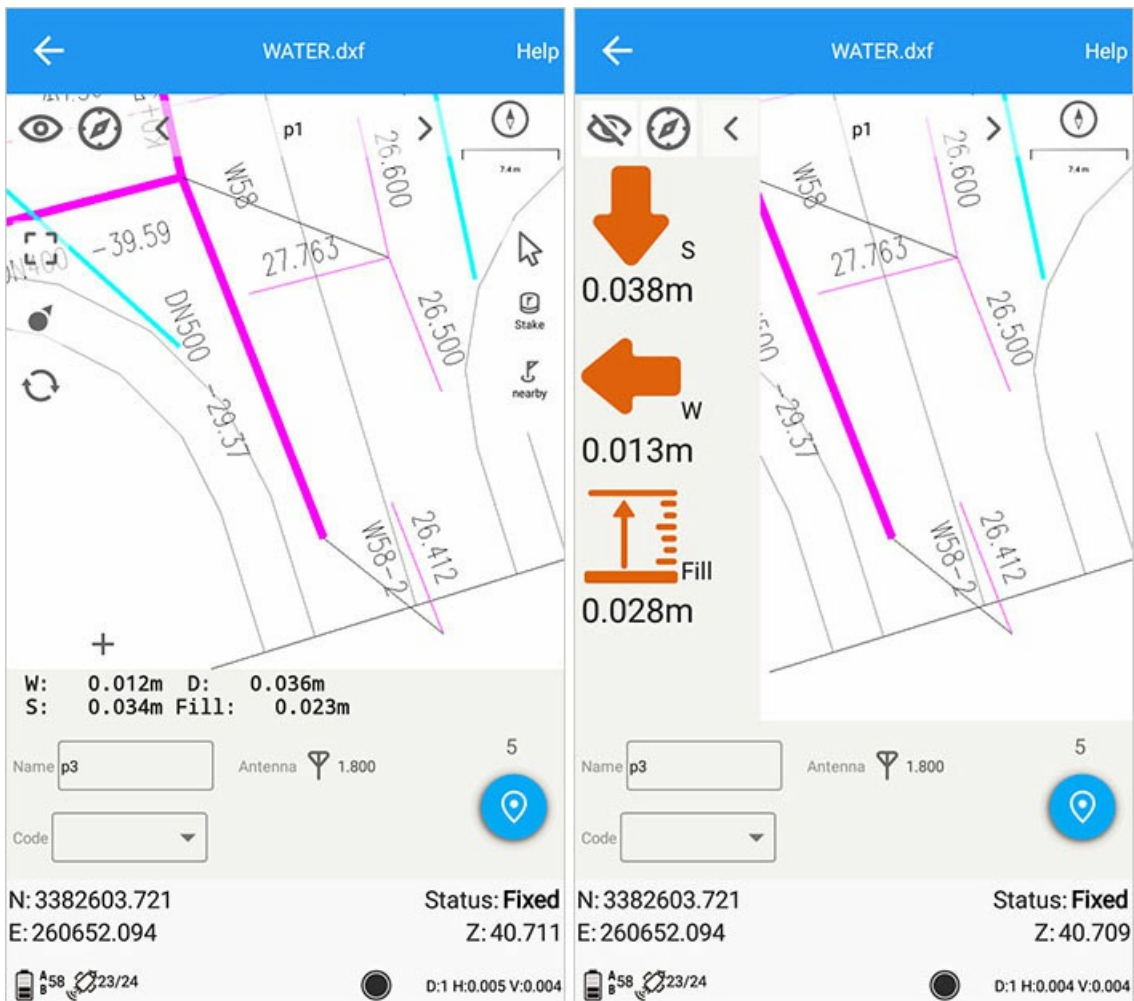 WATER.dxf Help
p1
7.4 m
W58
26.600
-39.59
27.763
DN500
26.500
Stake
nearby
-29.37
26.412
W58-2
W: 0.012m D: 0.036m
S: 0.034m Fill: 0.023m
5
Name p3 Antenna 1.800
Code
N: 3382603.721 Status: Fixed
E: 260652.094 Z: 40.711
A B 58 23/24 D:1 H:0.005 V:0.004
WATER.dxf Help
p1
7.4 m
W58
26.600
S
27.763
0.038m
26.500
W
-29.37
0.013m
26.412
W58-2
Fill
0.028m
5
Name p3 Antenna 1.800
Code
N: 3382603.721 Status: Fixed
E: 260652.094 Z: 40.709
A B 58 23/24 D:1 H:0.004 V:0.004